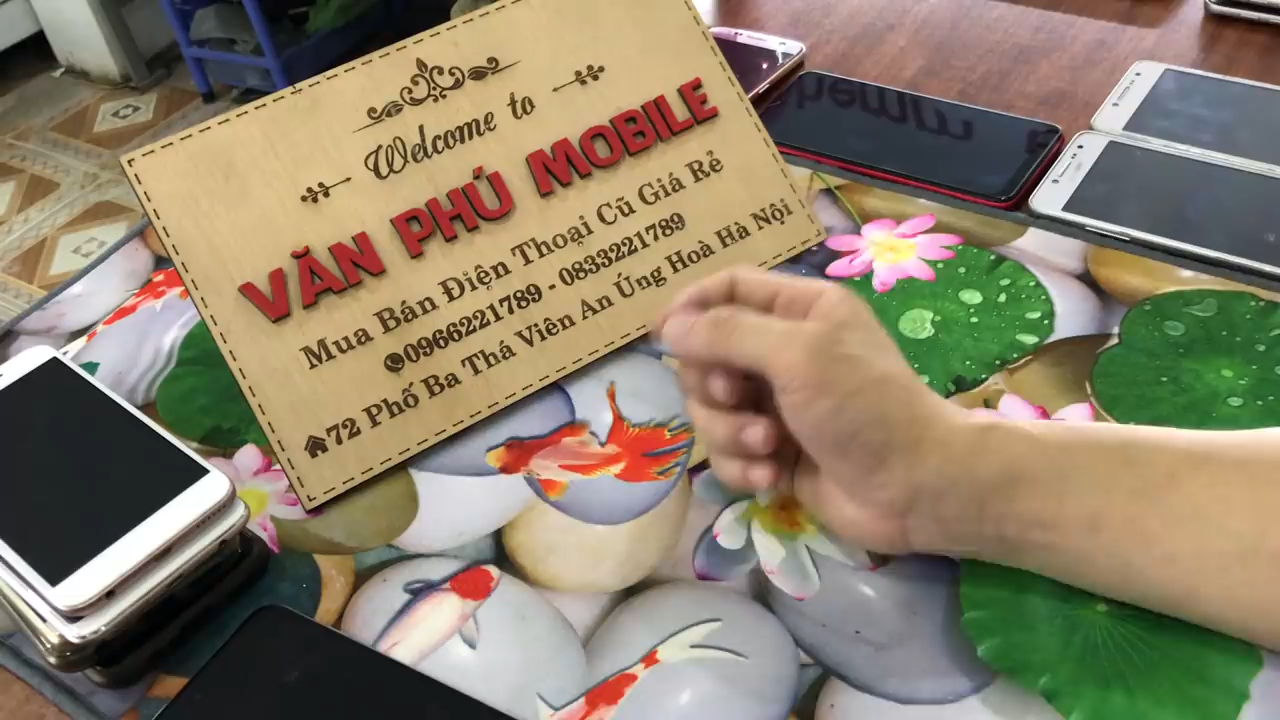 Welcome to
VĂN PHÚ MOBILE
Mua Bán Điện Thoại Cũ Giá Rẻ
0966221789 - 0833221789
72 Phố Ba Thá Viên An Ứng Hoà Hà Nội